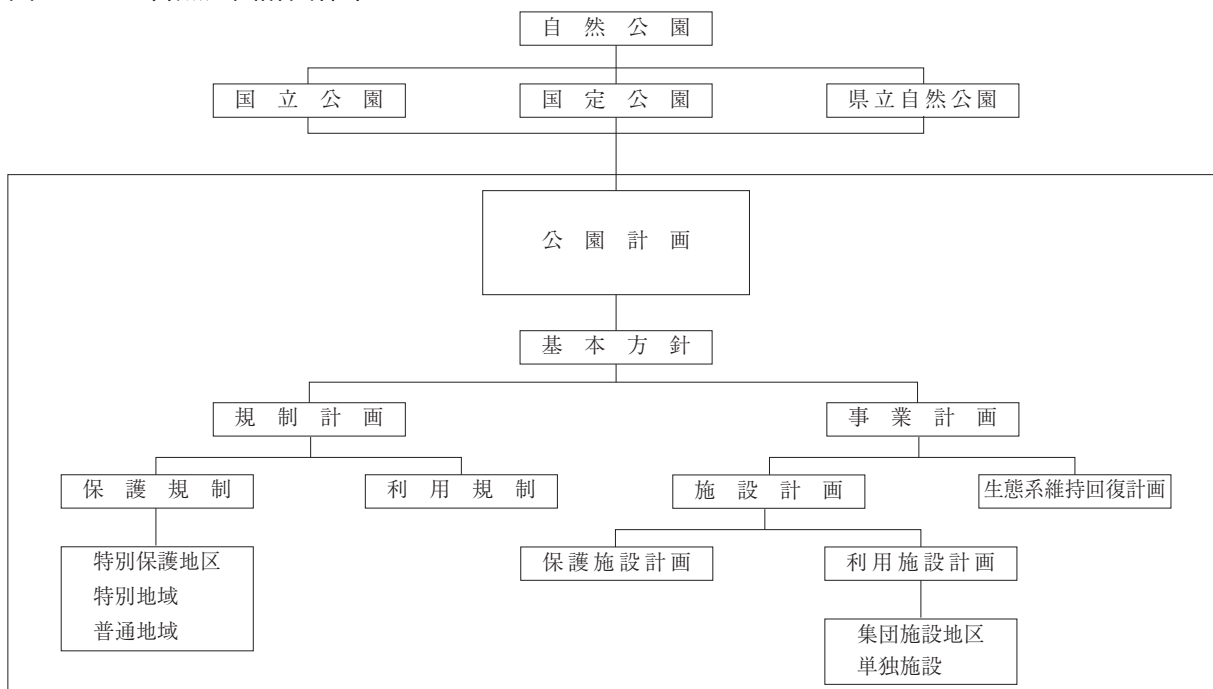 自然公園
国立公園
国定公園
県立自然公園
公園計画
基本方針
規制計画
事業計画
保護規制
利用規制
施設計画
生態系維持回復計画
特別保護地区
特別地域
普通地域
保護施設計画
利用施設計画
集団施設地区
単独施設